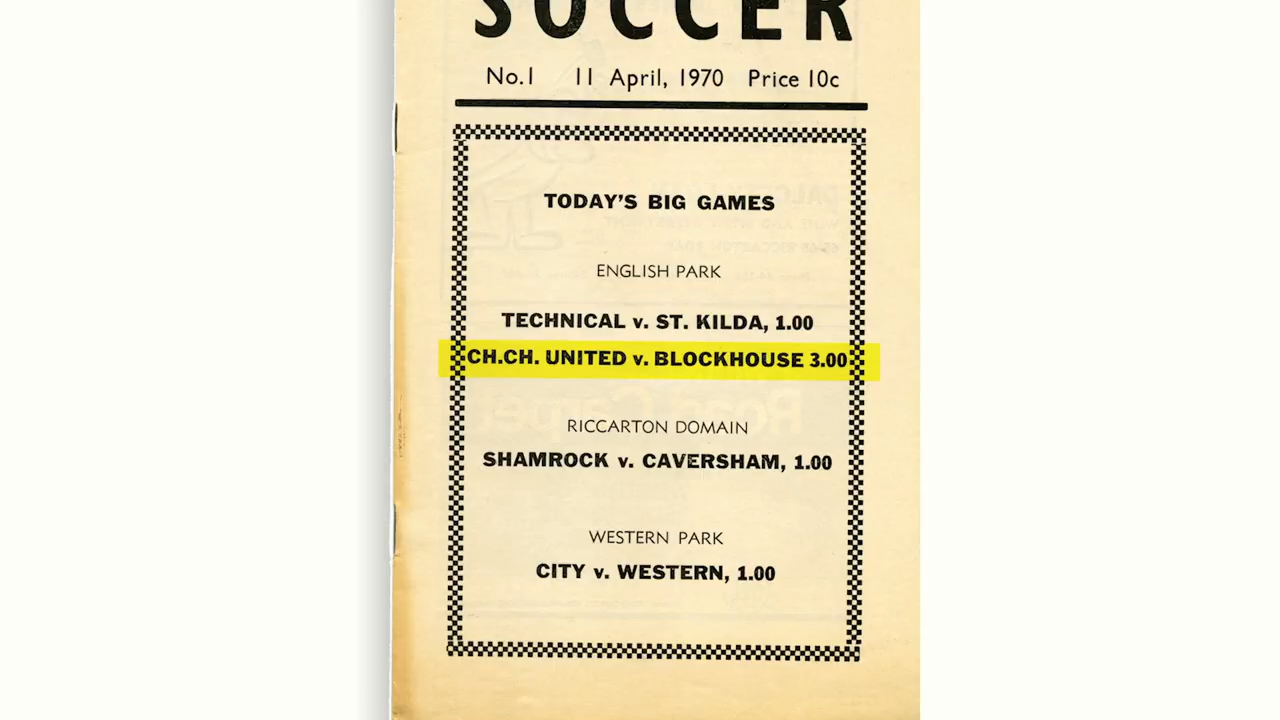 SOCCER
No.1 11 April, 1970 Price 10c
TODAY'S BIG GAMES
ENGLISH PARK
TECHNICAL v. ST. KILDA, 1.00
CH.CH. UNITED v. BLOCKHOUSE 3.00
RICCARTON DOMAIN
SHAMROCK v. CAVERSHAM, 1.00
WESTERN PARK
CITY v. WESTERN, 1.00